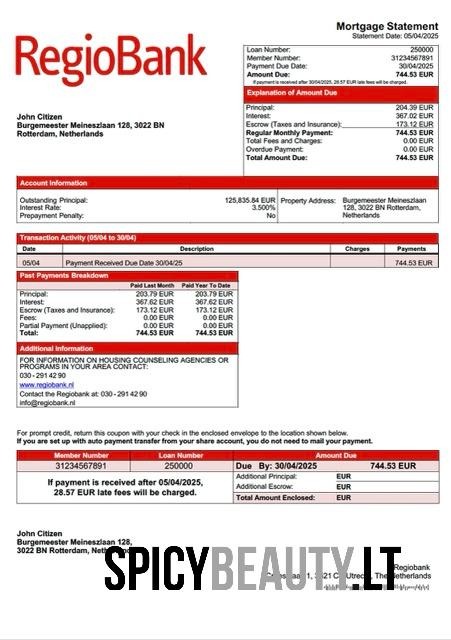 RegioBank
Mortgage Statement
Statement Date: 05/04/2025
Loan Number: 250000
Member Number: 31234567891
Payment Due Date: 30/04/2025
Amount Due: 744.53 EUR
If payment is received after 30/04/2025, 28.57 EUR late fees will be charged.
Explanation of Amount Due
Principal: 204.39 EUR
Interest: 367.02 EUR
Escrow (Taxes and Insurance): 173.12 EUR
Regular Monthly Payment: 744.53 EUR
Total Fees and Charges: 0.00 EUR
Overdue Payment: 0.00 EUR
Total Amount Due: 744.53 EUR
John Citizen
Burgemeester Meineszlaan 128, 3022 BN
Rotterdam, Netherlands
Account Information
Outstanding Principal: 125,835.84 EUR
Interest Rate: 3.500%
Prepayment Penalty: No
Property Address: Burgemeester Meineszlaan
128, 3022 BN Rotterdam,
Netherlands
Transaction Activity (05/04 to 30/04)
Date Description Charges Payments
05/04 Payment Received Due Date 30/04/25 744.53 EUR
Past Payments Breakdown
Paid Last Month Paid Year To Date
Principal: 203.79 EUR 203.79 EUR
Interest: 367.62 EUR 367.62 EUR
Escrow (Taxes and Insurance): 173.12 EUR 173.12 EUR
Fees: 0.00 EUR 0.00 EUR
Partial Payment (Unapplied): 0.00 EUR 0.00 EUR
Total: 744.53 EUR 744.53 EUR
Additional Information
FOR INFORMATION ON HOUSING COUNSELING AGENCIES OR
PROGRAMS IN YOUR AREA CONTACT:
030 - 291 42 90
www.regiobank.nl
Contact the Regiobank at: 030 - 291 42 90
info@regiobank.nl
For prompt credit, return this coupon with your check in the enclosed envelope to the location shown below.
If you are set up with auto payment transfer from your share account, you do not need to mail your payment.
Member Number Loan Number Amount Due
31234567891 250000 Due By: 30/04/2025 744.53 EUR
If payment is received after 05/04/2025,
28.57 EUR late fees will be charged.
Additional Principal: EUR
Additional Escrow: EUR
Total Amount Enclosed: EUR
John Citizen
Burgemeester Meineszlaan 128,
3022 BN Rotterdam,
SPICYBEAUTY.LT
Regiobank
1, 3521 Utrecht, The Netherlands